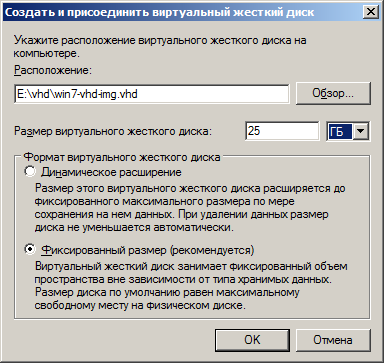 Создать и присоединить виртуальный жесткий диск
Укажите расположение виртуального жесткого диска на
компьютере.
Расположение:
E:\vhd\win7-vhd-img.vhd
Обзор...
Размер виртуального жесткого диска:
25
ГБ
Формат виртуального жесткого диска
Динамическое расширение
Размер этого виртуального жесткого диска расширяется до
фиксированного максимального размера по мере
сохранения на нем данных. При удалении данных размер
диска не уменьшается автоматически.
Фиксированный размер (рекомендуется)
Виртуальный жесткий диск занимает фиксированный объем
пространства вне зависимости от типа хранимых данных.
Размер диска по умолчанию равен максимальному
свободному месту на физическом диске.
OK
Отмена